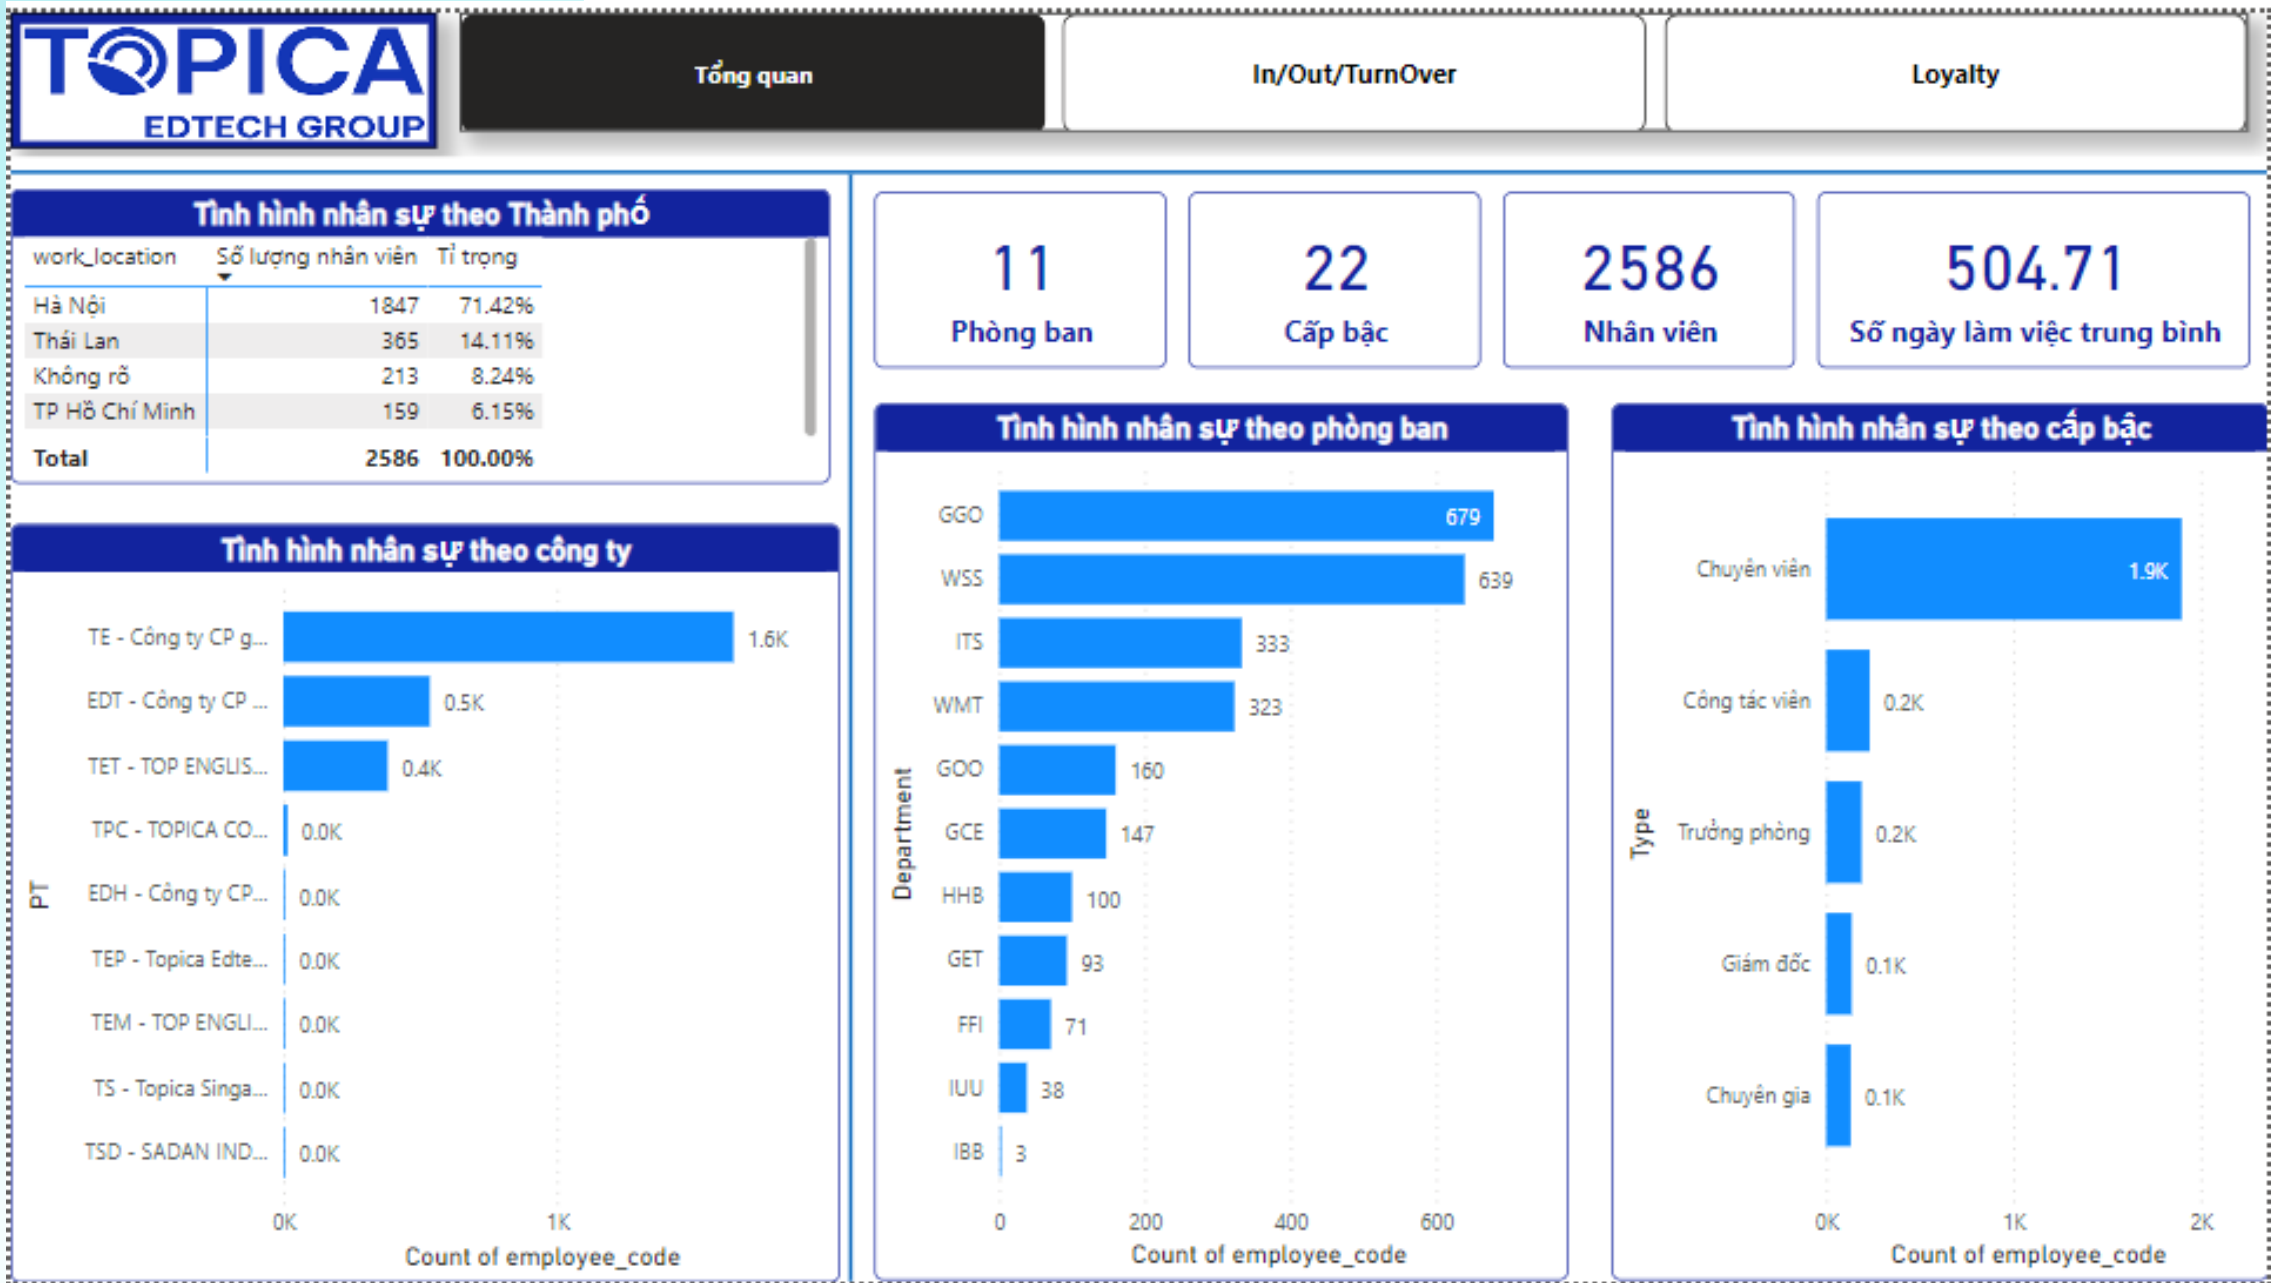 TOPICA
EDTECH GROUP
Tổng quan
In/Out/TurnOver
Loyalty
Tình hình nhân sự theo Thành phố
work_location Số lượng nhân viên Tỉ trọng
Hà Nội 1847 71.42%
Thái Lan 365 14.11%
Không rõ 213 8.24%
TP Hồ Chí Minh 159 6.15%
Total 2586 100.00%
11
Phòng ban
22
Cấp bậc
2586
Nhân viên
504.71
Số ngày làm việc trung bình
Tình hình nhân sự theo công ty
PT
TE - Công ty CP g... 1.6K
EDT - Công ty CP ... 0.5K
TET - TOP ENGLIS... 0.4K
TPC - TOPICA CO... 0.0K
EDH - Công ty CP... 0.0K
TEP - Topica Edte... 0.0K
TEM - TOP ENGLI... 0.0K
TS - Topica Singa... 0.0K
TSD - SADAN IND... 0.0K
0K 1K
Count of employee_code
Tình hình nhân sự theo phòng ban
Department
GGO 679
WSS 639
ITS 333
WMT 323
GOO 160
GCE 147
HHB 100
GET 93
FFI 71
IUU 38
IBB 3
0 200 400 600
Count of employee_code
Tình hình nhân sự theo cấp bậc
Type
Chuyên viên 1.9K
Công tác viên 0.2K
Trưởng phòng 0.2K
Giám đốc 0.1K
Chuyên gia 0.1K
0K 1K 2K
Count of employee_code